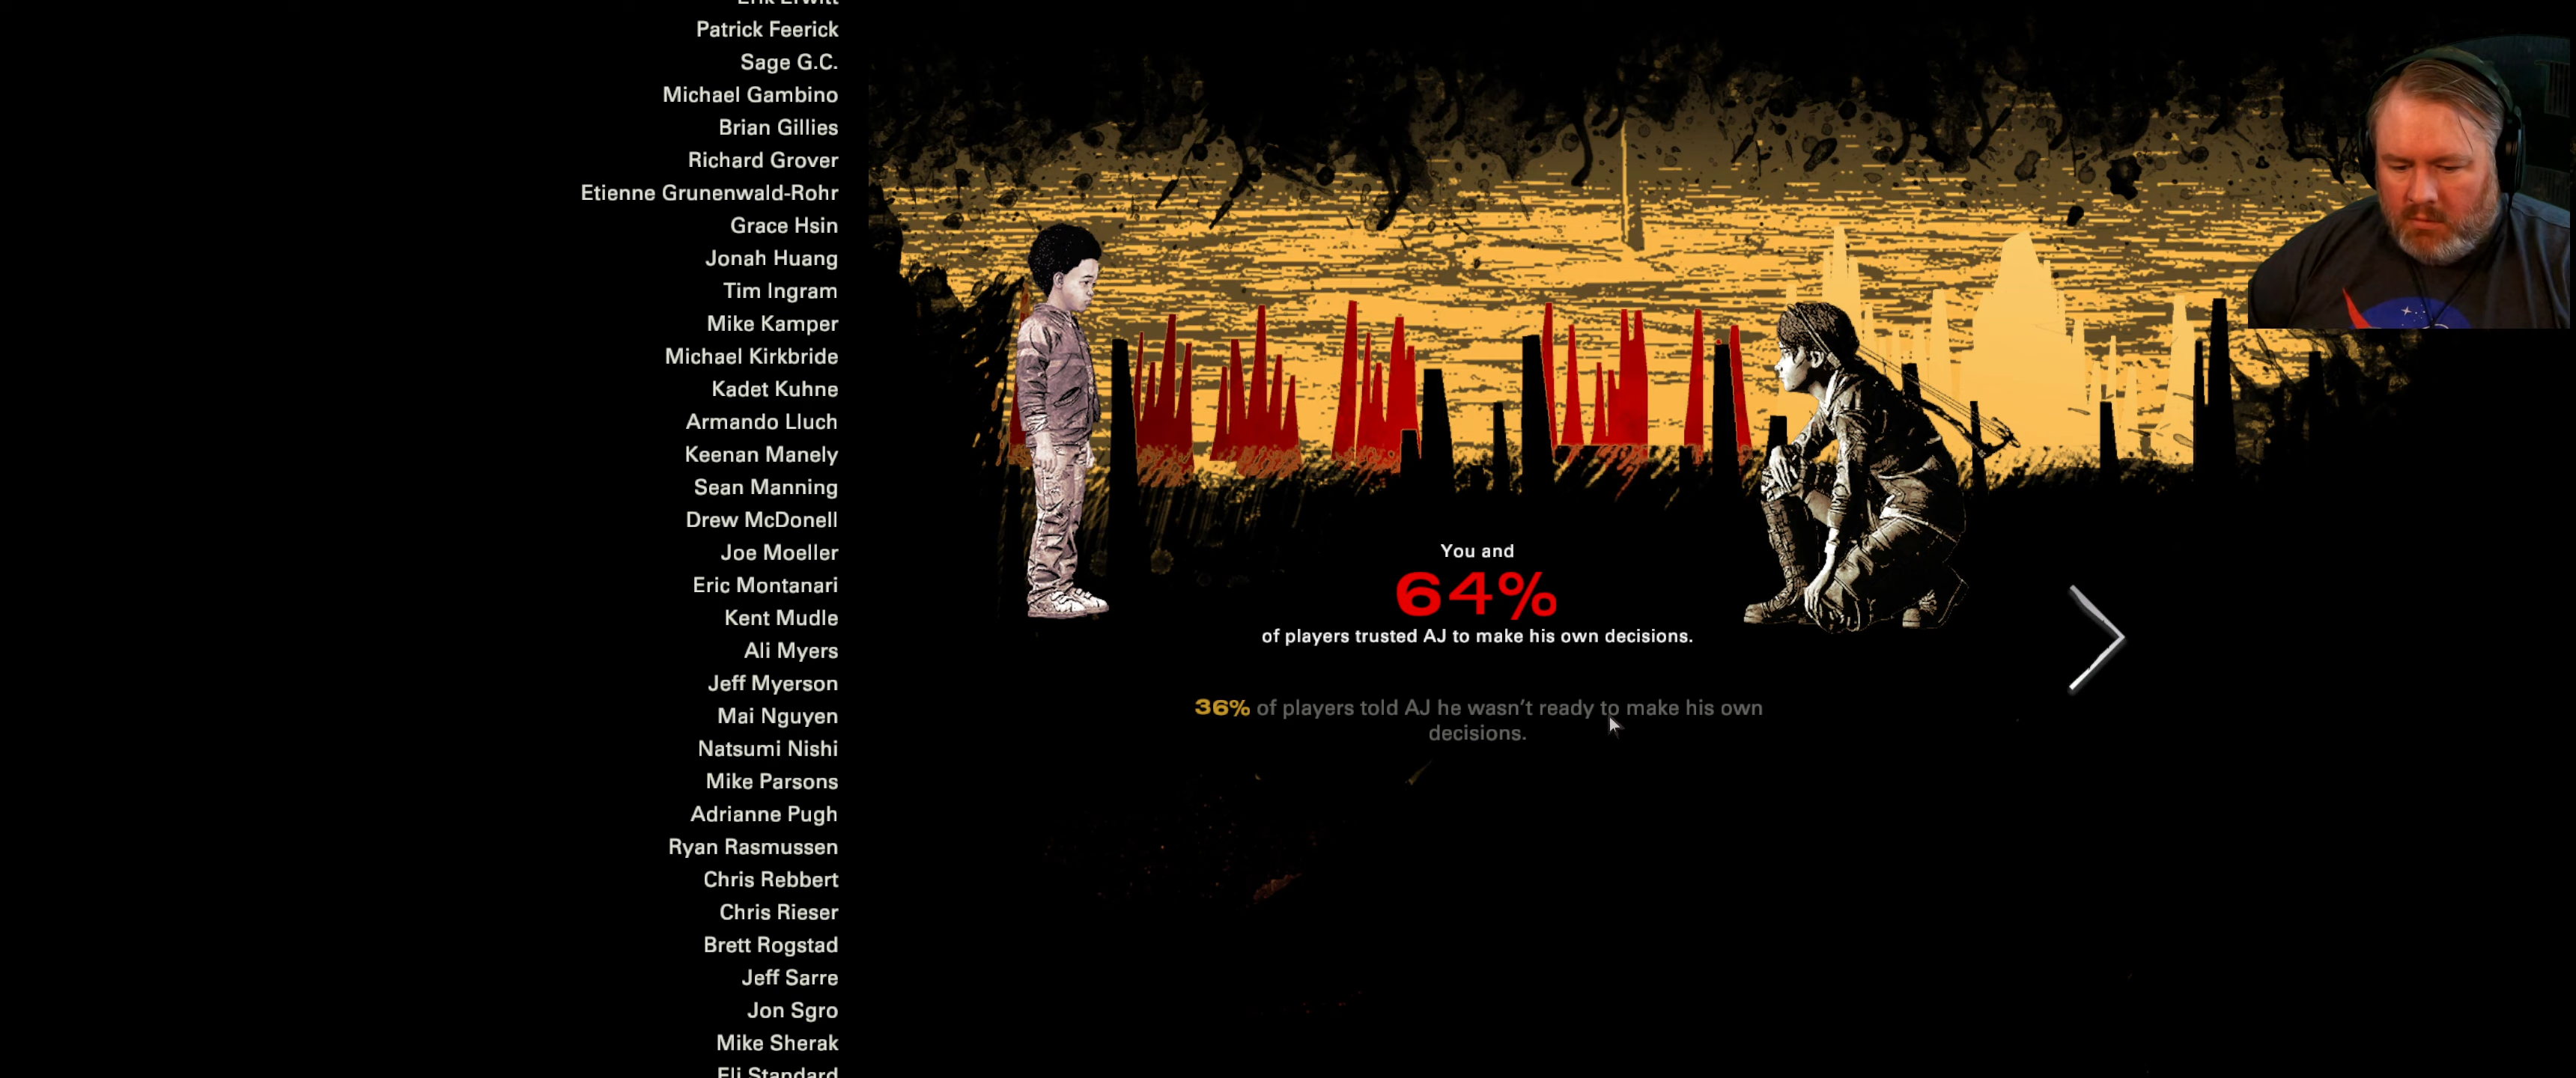 Erik Erwitt
Patrick Feerick
Sage G.C.
Michael Gambino
Brian Gillies
Richard Grover
Etienne Grunenwald-Rohr
Grace Hsin
Jonah Huang
Tim Ingram
Mike Kamper
Michael Kirkbride
Kadet Kuhne
Armando Lluch
Keenan Manely
Sean Manning
Drew McDonell
Joe Moeller
Eric Montanari
Kent Mudle
Ali Myers
Jeff Myerson
Mai Nguyen
Natsumi Nishi
Mike Parsons
Adrianne Pugh
Ryan Rasmussen
Chris Rebbert
Chris Rieser
Brett Rogstad
Jeff Sarre
Jon Sgro
Mike Sherak
Eli Standard
You and
64%
of players trusted AJ to make his own decisions.
36% of players told AJ he wasn't ready to make his own
decisions.